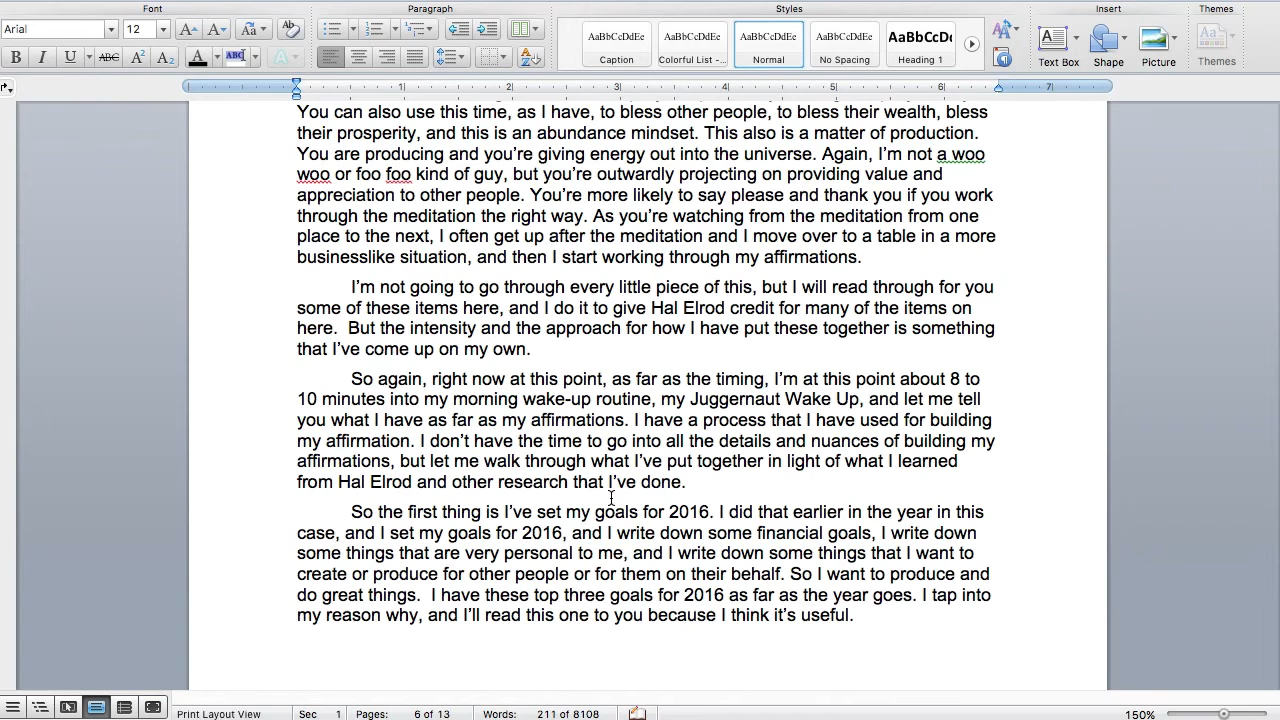 Font Paragraph Styles Insert Themes
Arial 12 Aa
AaBbCcDdEe AaBbCcDdEe AaBbCcDdEe AaBbCcDdEe AaBbCcDc
B I U ABC A2 A2 A ABC A Caption Colorful List -... Normal No Spacing Heading 1 Text Box Shape Picture Themes
1 2 3 4 5 6 7
You can also use this time, as I have, to bless other people, to bless their wealth, bless
their prosperity, and this is an abundance mindset. This also is a matter of production.
You are producing and you’re giving energy out into the universe. Again, I’m not a woo
woo or foo foo kind of guy, but you’re outwardly projecting on providing value and
appreciation to other people. You’re more likely to say please and thank you if you work
through the meditation the right way. As you’re watching from the meditation from one
place to the next, I often get up after the meditation and I move over to a table in a more
businesslike situation, and then I start working through my affirmations.
I’m not going to go through every little piece of this, but I will read through for you
some of these items here, and I do it to give Hal Elrod credit for many of the items on
here.  But the intensity and the approach for how I have put these together is something
that I’ve come up on my own.
So again, right now at this point, as far as the timing, I’m at this point about 8 to
10 minutes into my morning wake-up routine, my Juggernaut Wake Up, and let me tell
you what I have as far as my affirmations. I have a process that I have used for building
my affirmation. I don’t have the time to go into all the details and nuances of building my
affirmations, but let me walk through what I’ve put together in light of what I learned
from Hal Elrod and other research that I’ve done.
So the first thing is I’ve set my goals for 2016. I did that earlier in the year in this
case, and I set my goals for 2016, and I write down some financial goals, I write down
some things that are very personal to me, and I write down some things that I want to
create or produce for other people or for them on their behalf. So I want to produce and
do great things.  I have these top three goals for 2016 as far as the year goes. I tap into
my reason why, and I’ll read this one to you because I think it’s useful.
Print Layout View Sec 1 Pages: 6 of 13 Words: 211 of 8108 150%